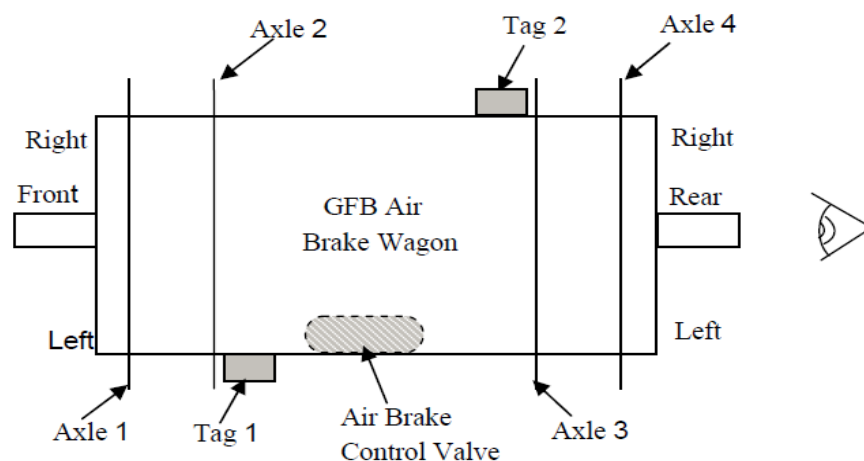 Axle 2
Tag 2
Axle 4
Right
Right
Front
GFB Air
Brake Wagon
Rear
Left
Left
Axle 1
Tag 1
Air Brake
Control Valve
Axle 3